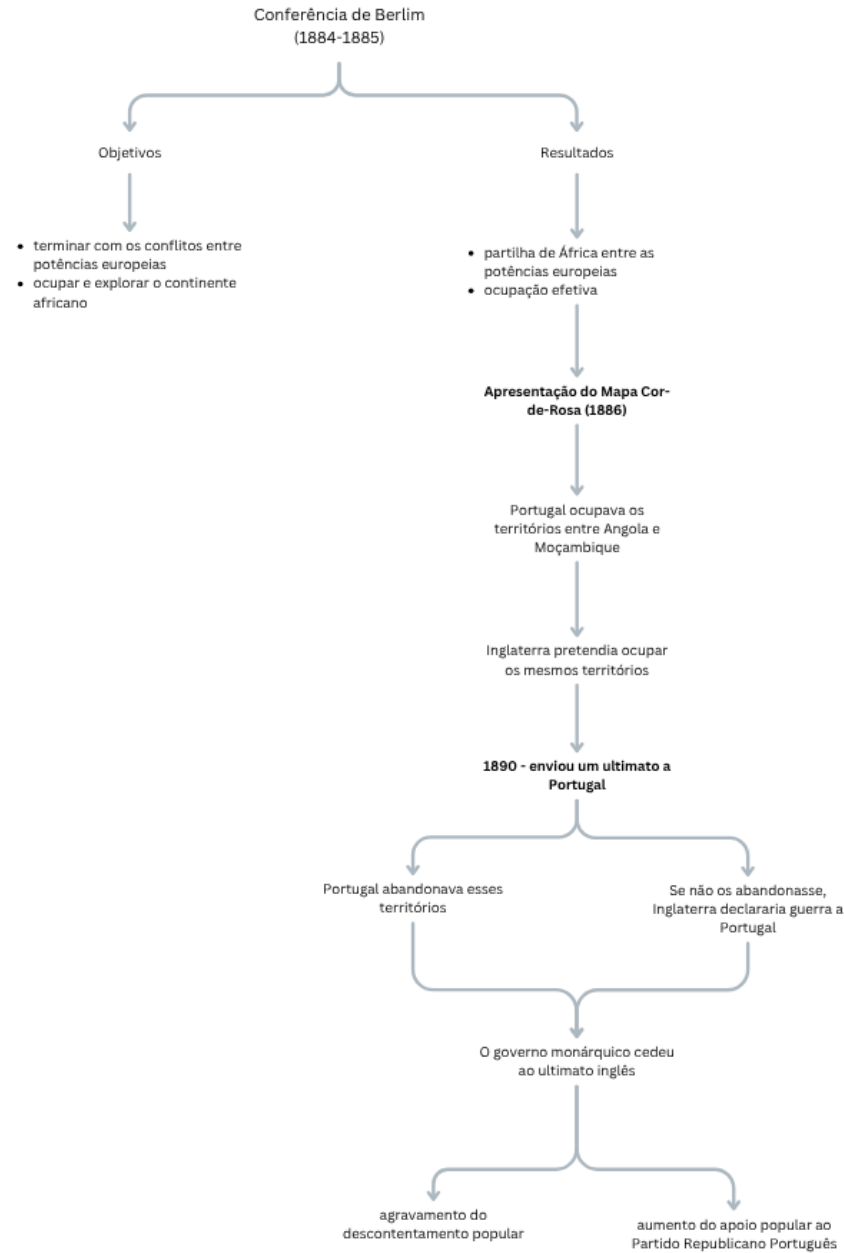 Conferência de Berlim
(1884-1885)
Objetivos
Resultados
• terminar com os conflitos entre
potências europeias
• ocupar e explorar o continente
africano
• partilha de África entre as
potências europeias
• ocupação efetiva
Apresentação do Mapa Cor-
de-Rosa (1886)
Portugal ocupava os
territórios entre Angola e
Moçambique
Inglaterra pretendia ocupar
os mesmos territórios
1890 - enviou um ultimato a
Portugal
Portugal abandonava esses
territórios
Se não os abandonasse,
Inglaterra declararia guerra a
Portugal
O governo monárquico cedeu
ao ultimato inglês
agravamento do
descontentamento popular
aumento do apoio popular ao
Partido Republicano Português